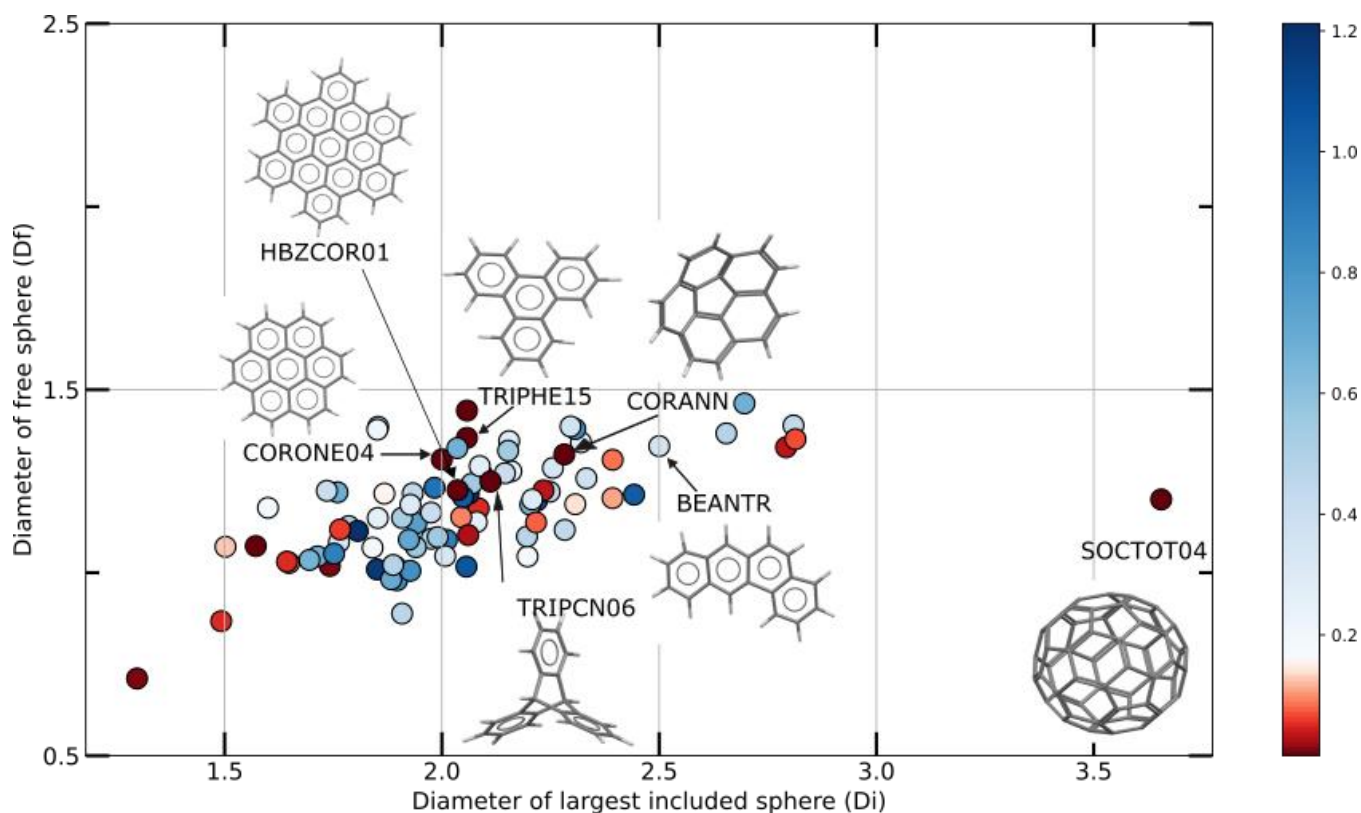 2.5
1.2
HBZCOR01
1.0
0.8
TRIPHE15
CORANN
1.5
CORONE04
0.6
BEANTR
0.4
SOCTOT04
TRIPCN06
0.2
0.5
1.5
2.0
2.5
3.0
3.5
Diameter of largest included sphere (Di)
Diameter of free sphere (Df)